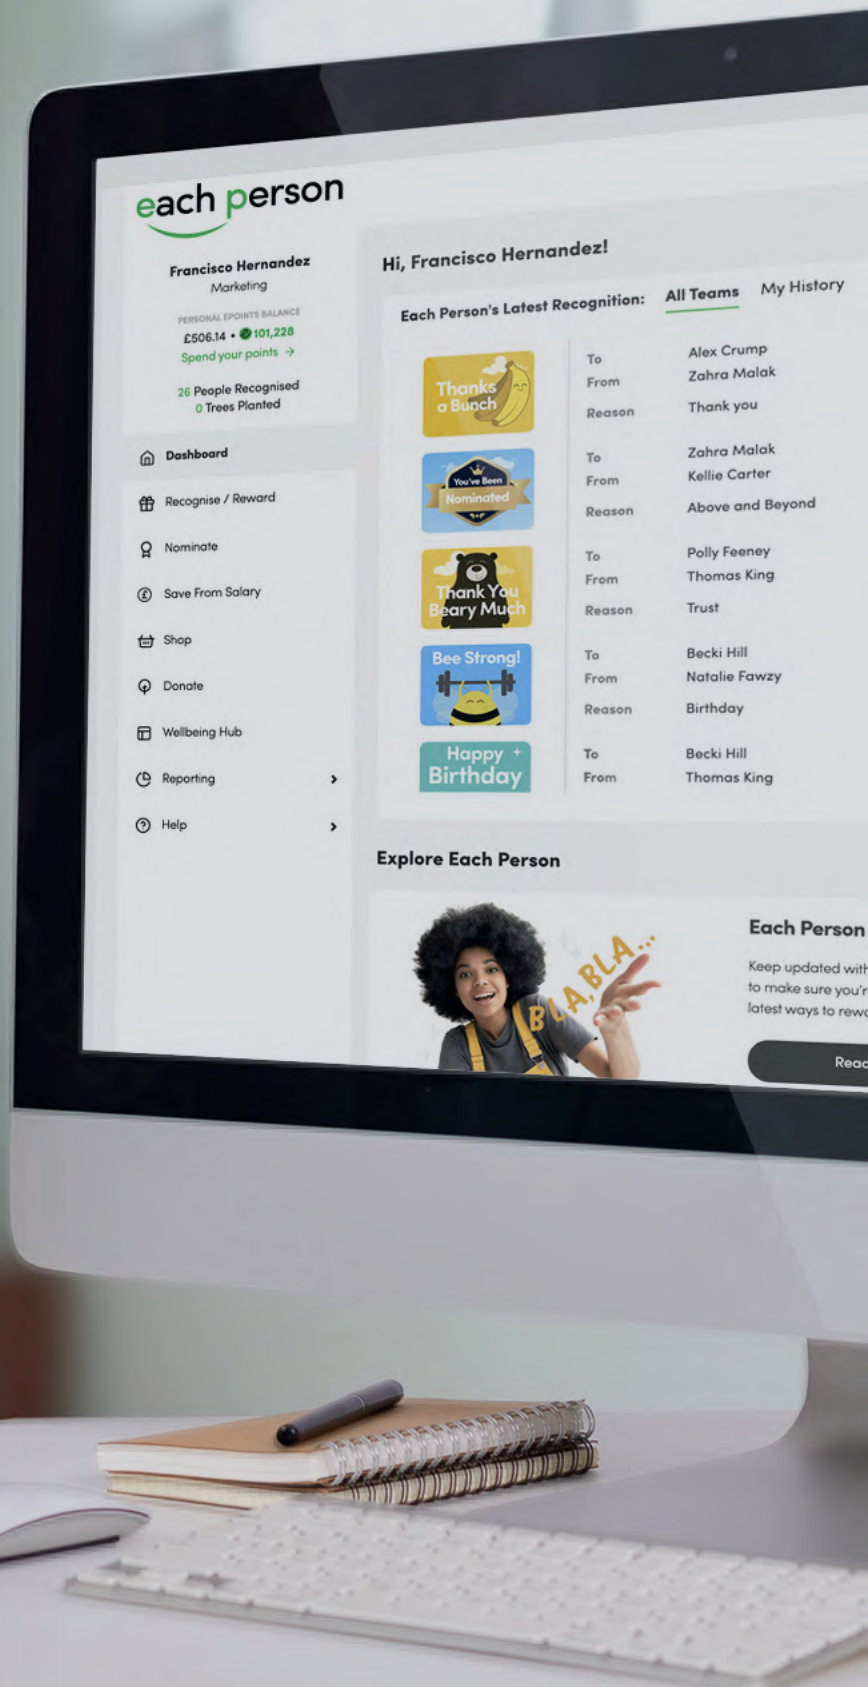 each person
Francisco Hernandez
Marketing
PERSONAL EPOINTS BALANCE
£506.14 • 101,228
Spend your points →
26 People Recognised
0 Trees Planted
Dashboard
Recognise / Reward
Nominate
Save From Salary
Shop
Donate
Wellbeing Hub
Reporting
Help
Hi, Francisco Hernandez!
Each Person's Latest Recognition:
All Teams
My History
Thanks
a Bunch
To Alex Crump
From Zahra Malak
Reason Thank you
You've Been
Nominated
To Zahra Malak
From Kellie Carter
Reason Above and Beyond
Thank You
Beary Much
To Polly Feeney
From Thomas King
Reason Trust
Bee Strong!
To Becki Hill
From Natalie Fawzy
Reason Birthday
Happy
Birthday
To Becki Hill
From Thomas King
Explore Each Person
BLA, BLA...
Each Person
Keep updated with
to make sure you'r
latest ways to rewa
Read